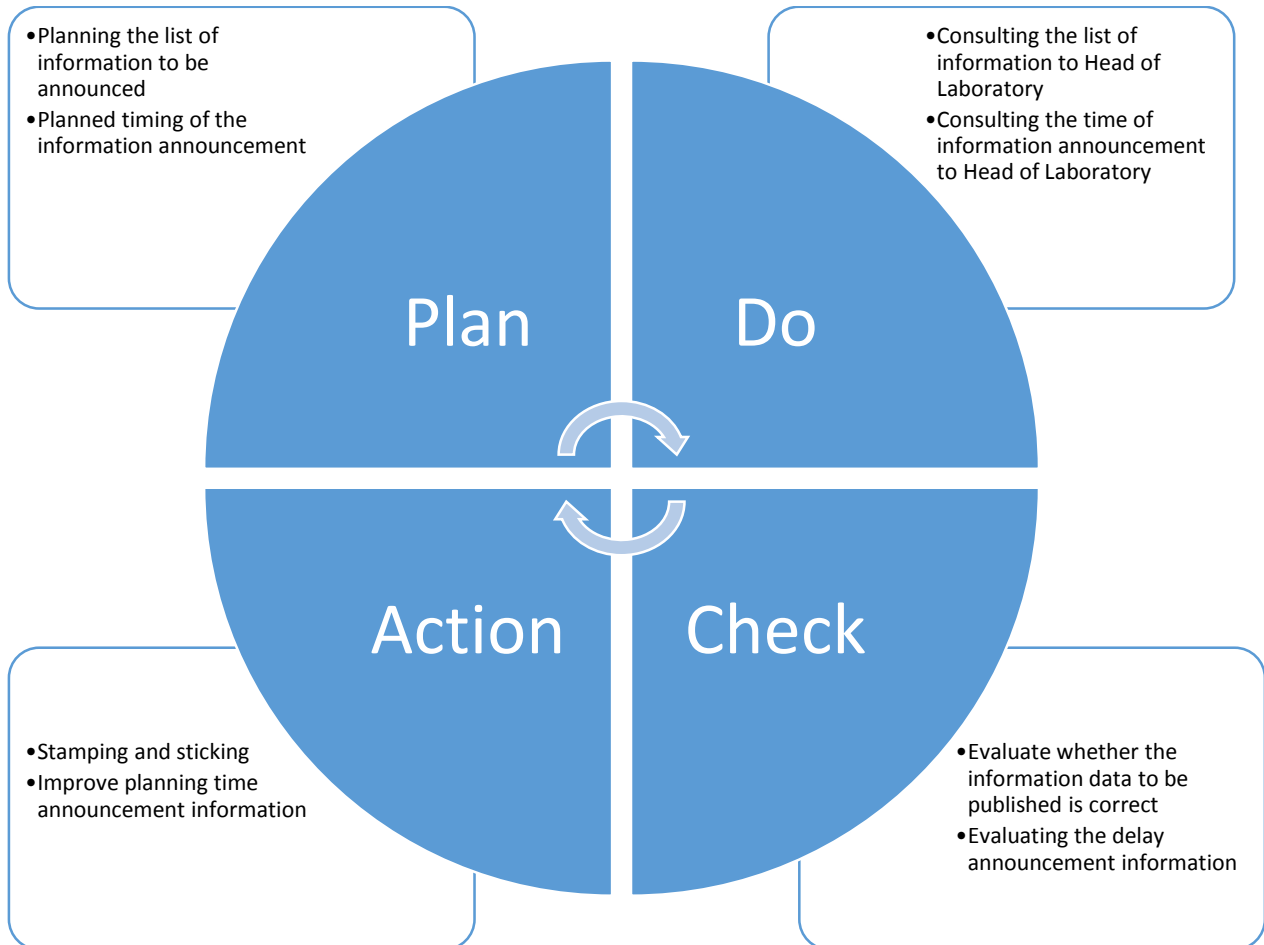 •Planning the list of
information to be
announced
•Planned timing of the
information announcement
•Consulting the list of
information to Head of
Laboratory
•Consulting the time of
information announcement
to Head of Laboratory
Plan
Do
Action
Check
•Stamping and sticking
•Improve planning time
announcement information
•Evaluate whether the
information data to be
published is correct
•Evaluating the delay
announcement information